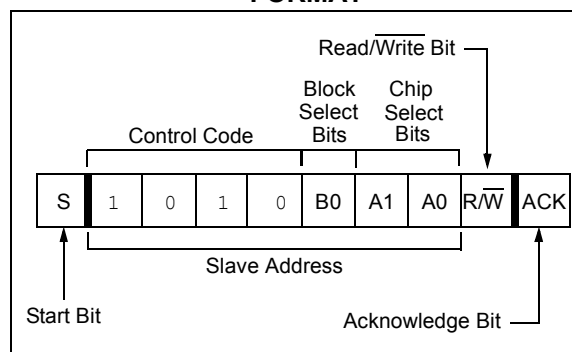 FORMAT
Read/Write Bit
Block Select Bits
Chip Select Bits
Control Code
S 1 0 1 0 B0 A1 A0 R/W ACK
Slave Address
Start Bit
Acknowledge Bit